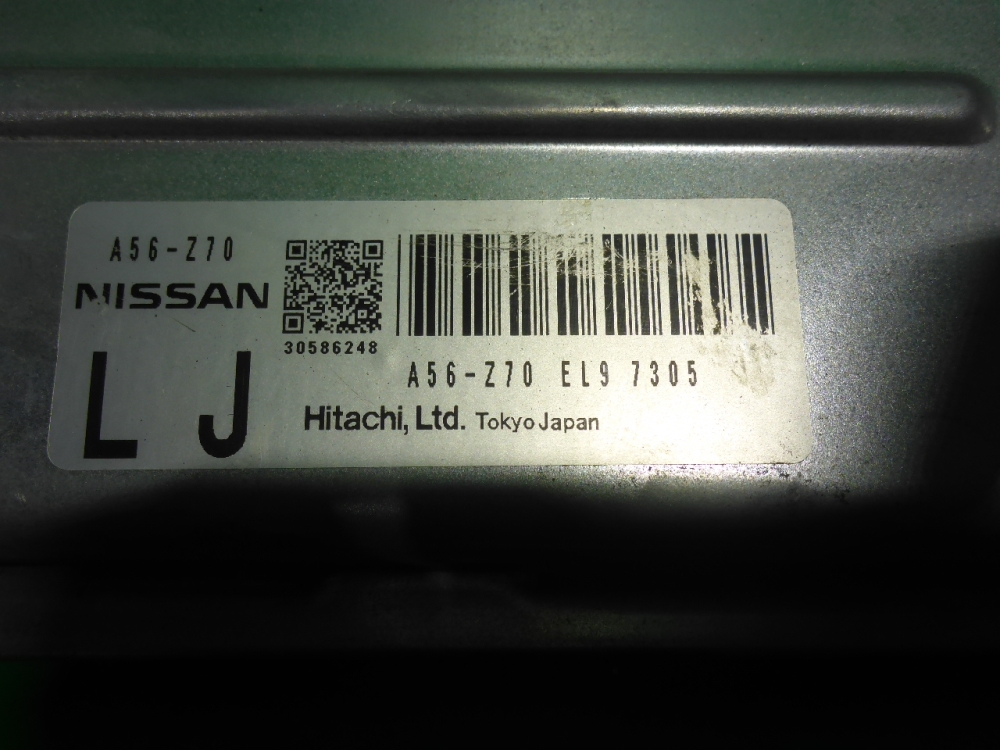 A56-Z70
NISSAN
30586248
L J
A56-Z70 EL9 7305
Hitachi, Ltd. Tokyo Japan